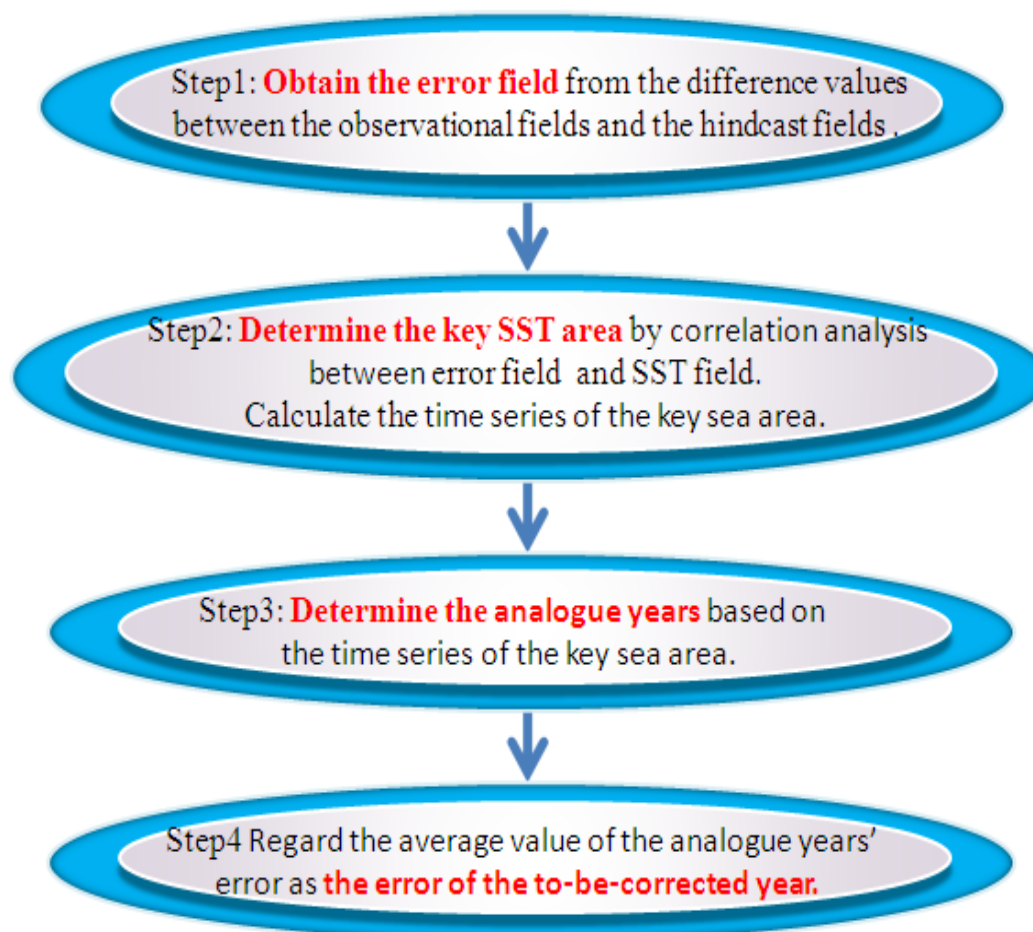 Step1: Obtain the error field from the difference values
between the observational fields and the hindcast fields .
Step2: Determine the key SST area by correlation analysis
between error field and SST field.
Calculate the time series of the key sea area.
Step3: Determine the analogue years based on
the time series of the key sea area.
Step4 Regard the average value of the analogue years'
error as the error of the to-be-corrected year.